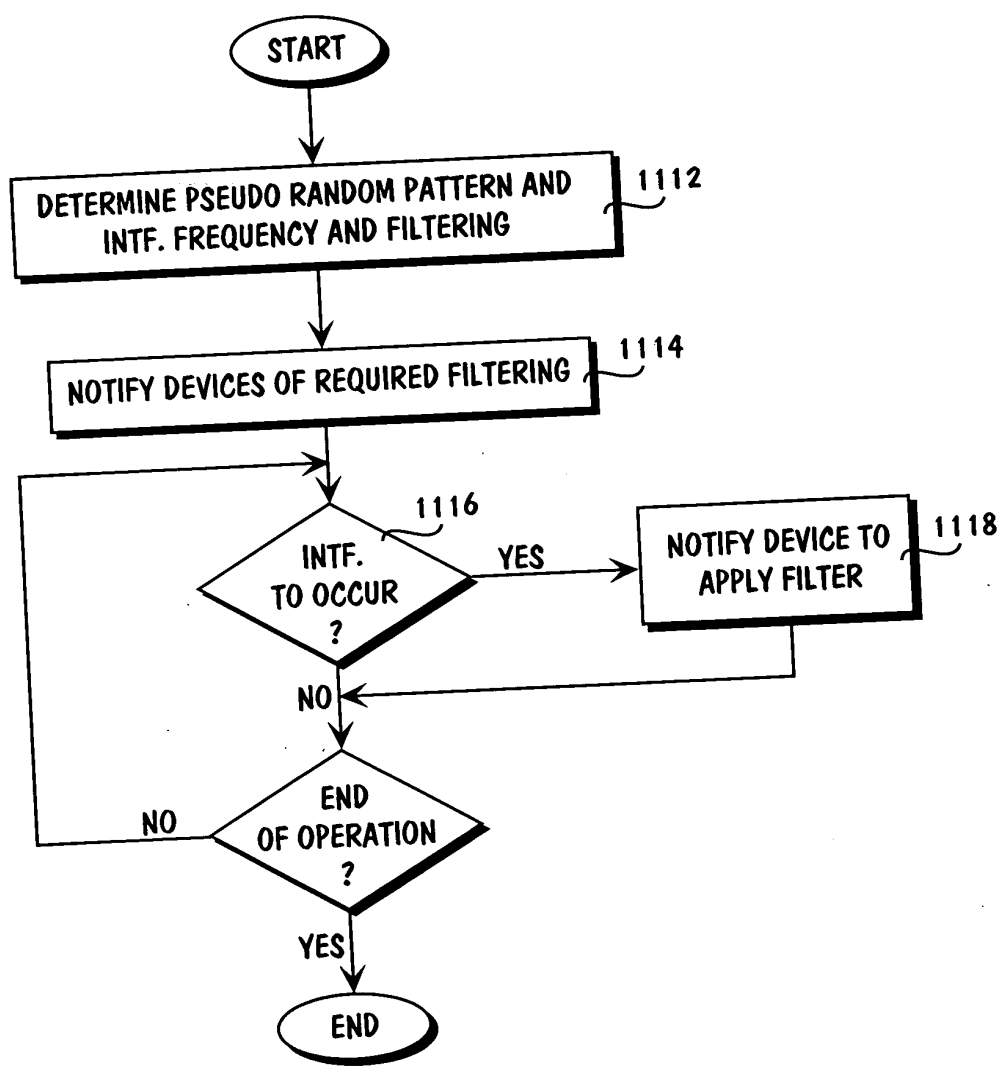 START
DETERMINE PSEUDO RANDOM PATTERN AND
INTF. FREQUENCY AND FILTERING
1112
NOTIFY DEVICES OF REQUIRED FILTERING
1114
INTF.
TO OCCUR
?
1116
YES
NOTIFY DEVICE TO
APPLY FILTER
1118
NO
END
OF OPERATION
?
NO
YES
END